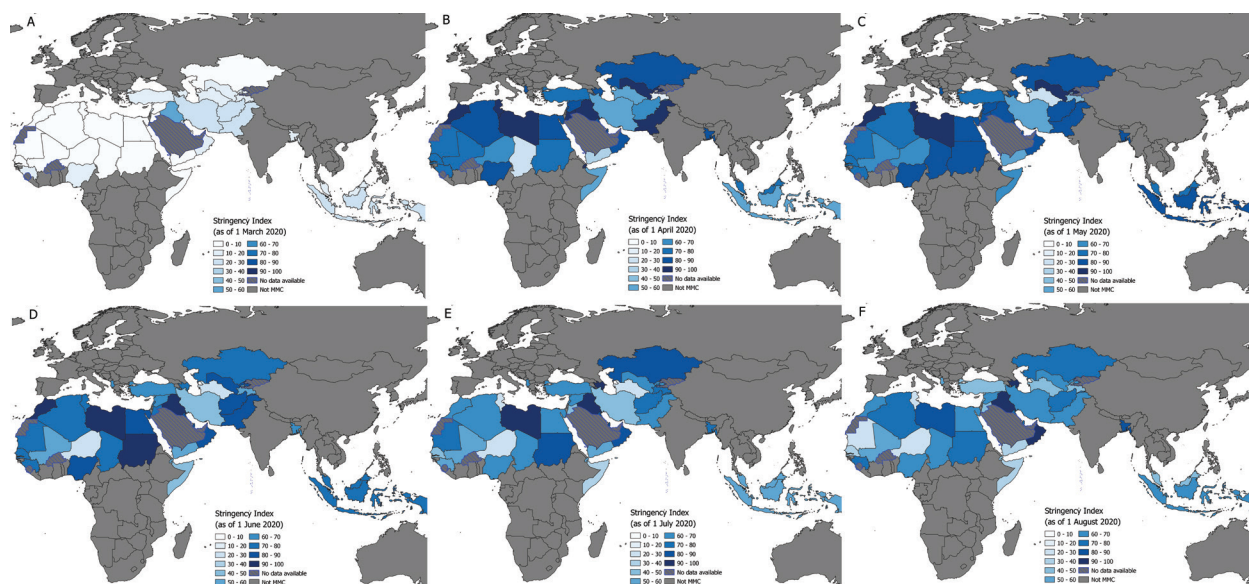 A
Stringency Index
(as of 1 March 2020)
0 - 10 60 - 70
10 - 20 70 - 80
20 - 30 80 - 90
30 - 40 90 - 100
40 - 50 No data available
50 - 60 Not MMC
B
Stringency Index
(as of 1 April 2020)
0 - 10 60 - 70
10 - 20 70 - 80
20 - 30 80 - 90
30 - 40 90 - 100
40 - 50 No data available
50 - 60 Not MMC
C
Stringency Index
(as of 1 May 2020)
0 - 10 60 - 70
10 - 20 70 - 80
20 - 30 80 - 90
30 - 40 90 - 100
40 - 50 No data available
50 - 60 Not MMC
D
Stringency Index
(as of 1 June 2020)
0 - 10 60 - 70
10 - 20 70 - 80
20 - 30 80 - 90
30 - 40 90 - 100
40 - 50 No data available
50 - 60 Not MMC
E
Stringency Index
(as of 1 July 2020)
0 - 10 60 - 70
10 - 20 70 - 80
20 - 30 80 - 90
30 - 40 90 - 100
40 - 50 No data available
50 - 60 Not MMC
F
Stringency Index
(as of 1 August 2020)
0 - 10 60 - 70
10 - 20 70 - 80
20 - 30 80 - 90
30 - 40 90 - 100
40 - 50 No data available
50 - 60 Not MMC